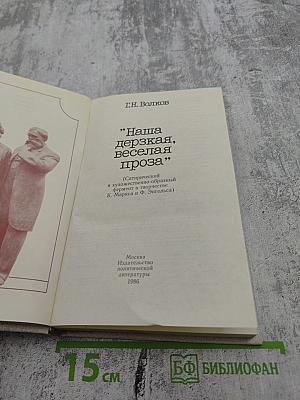 Г.Н. Волков
"Наша
дерзкая,
веселая
проза"
(Сатирический
и художественно-образный
фермент в творчестве
К. Маркса и Ф. Энгельса)
Москва
Издательство
политической
литературы
1986
15 см
БФ БИБЛИОФАН